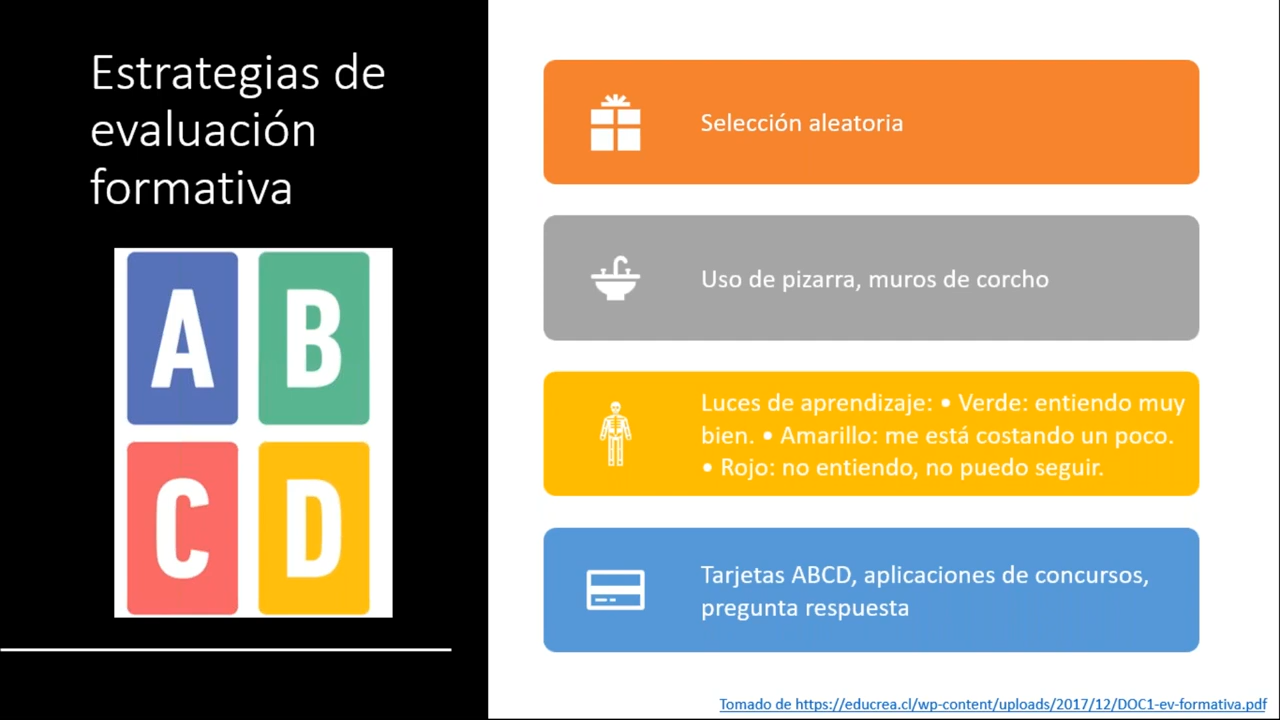 Estrategias de
evaluación
formativa
A B
C D
Selección aleatoria
Uso de pizarra, muros de corcho
Luces de aprendizaje: • Verde: entiendo muy
bien. • Amarillo: me está costando un poco.
• Rojo: no entiendo, no puedo seguir.
Tarjetas ABCD, aplicaciones de concursos,
pregunta respuesta
Tomado de https://educrea.cl/wp-content/uploads/2017/12/DOC1-ev-formativa.pdf